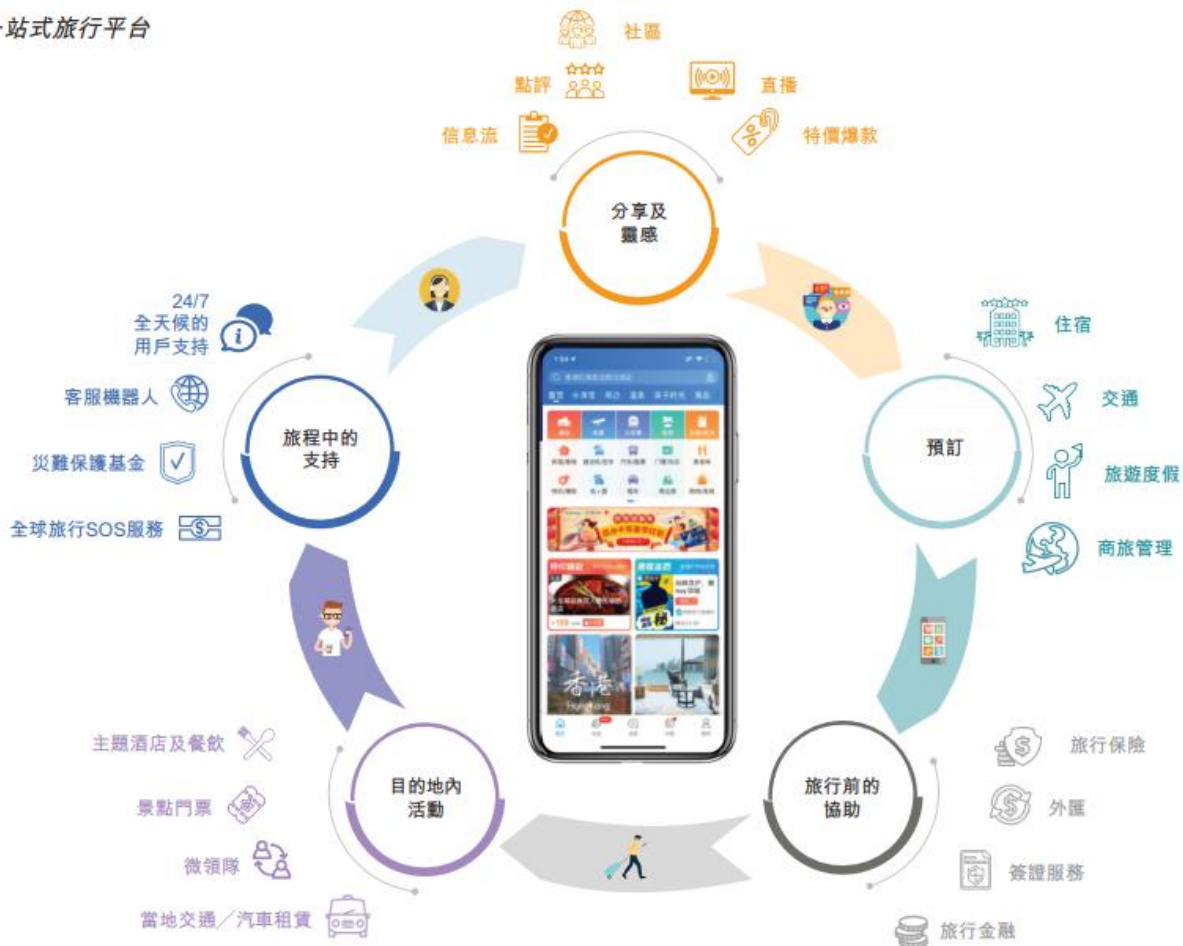 站式旅行平台
社區
點評
直播
信息流
特價爆款
分享及
靈感
24/7
全天候的
用戶支持
客服機器人
災難保護基金
全球旅行SOS服務
旅程中的
支持
住宿
交通
旅遊度假
商旅管理
預訂
主題酒店及餐飲
景點門票
微領隊
當地交通／汽車租賃
目的地內
活動
旅行前的
協助
旅行保險
外匯
簽證服務
旅行金融
香港
HongKong